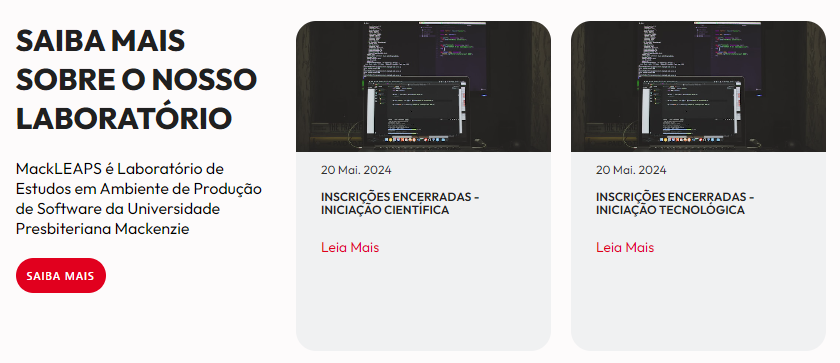 SAIBA MAIS
SOBRE O NOSSO
LABORATÓRIO
MackLEAPS é Laboratório de
Estudos em Ambiente de Produção
de Software da Universidade
Presbiteriana Mackenzie
SAIBA MAIS
20 Mai. 2024
INSCRIÇÕES ENCERRADAS -
INICIAÇÃO CIENTÍFICA
Leia Mais
20 Mai. 2024
INSCRIÇÕES ENCERRADAS -
INICIAÇÃO TECNOLÓGICA
Leia Mais